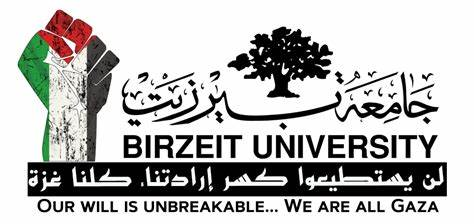 جامعة بيرزيت
BIRZEIT UNIVERSITY
لن يستطيعوا كسر إرادتنا، كلنا غزة
OUR WILL IS UNBREAKABLE... WE ARE ALL GAZA